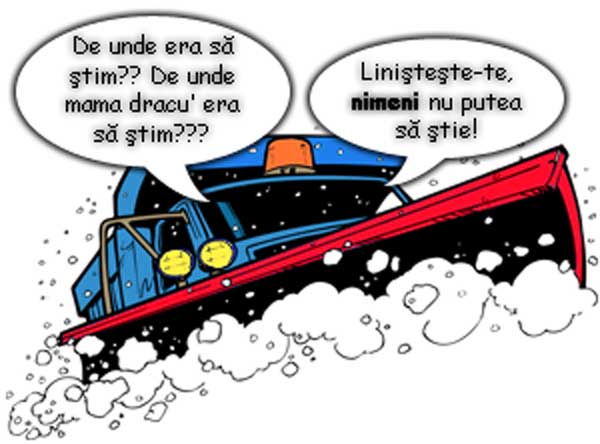 De unde era să
ştim?? De unde
mama dracu' era
să ştim???
Linişteşte-te,
nimeni nu putea
să ştie!